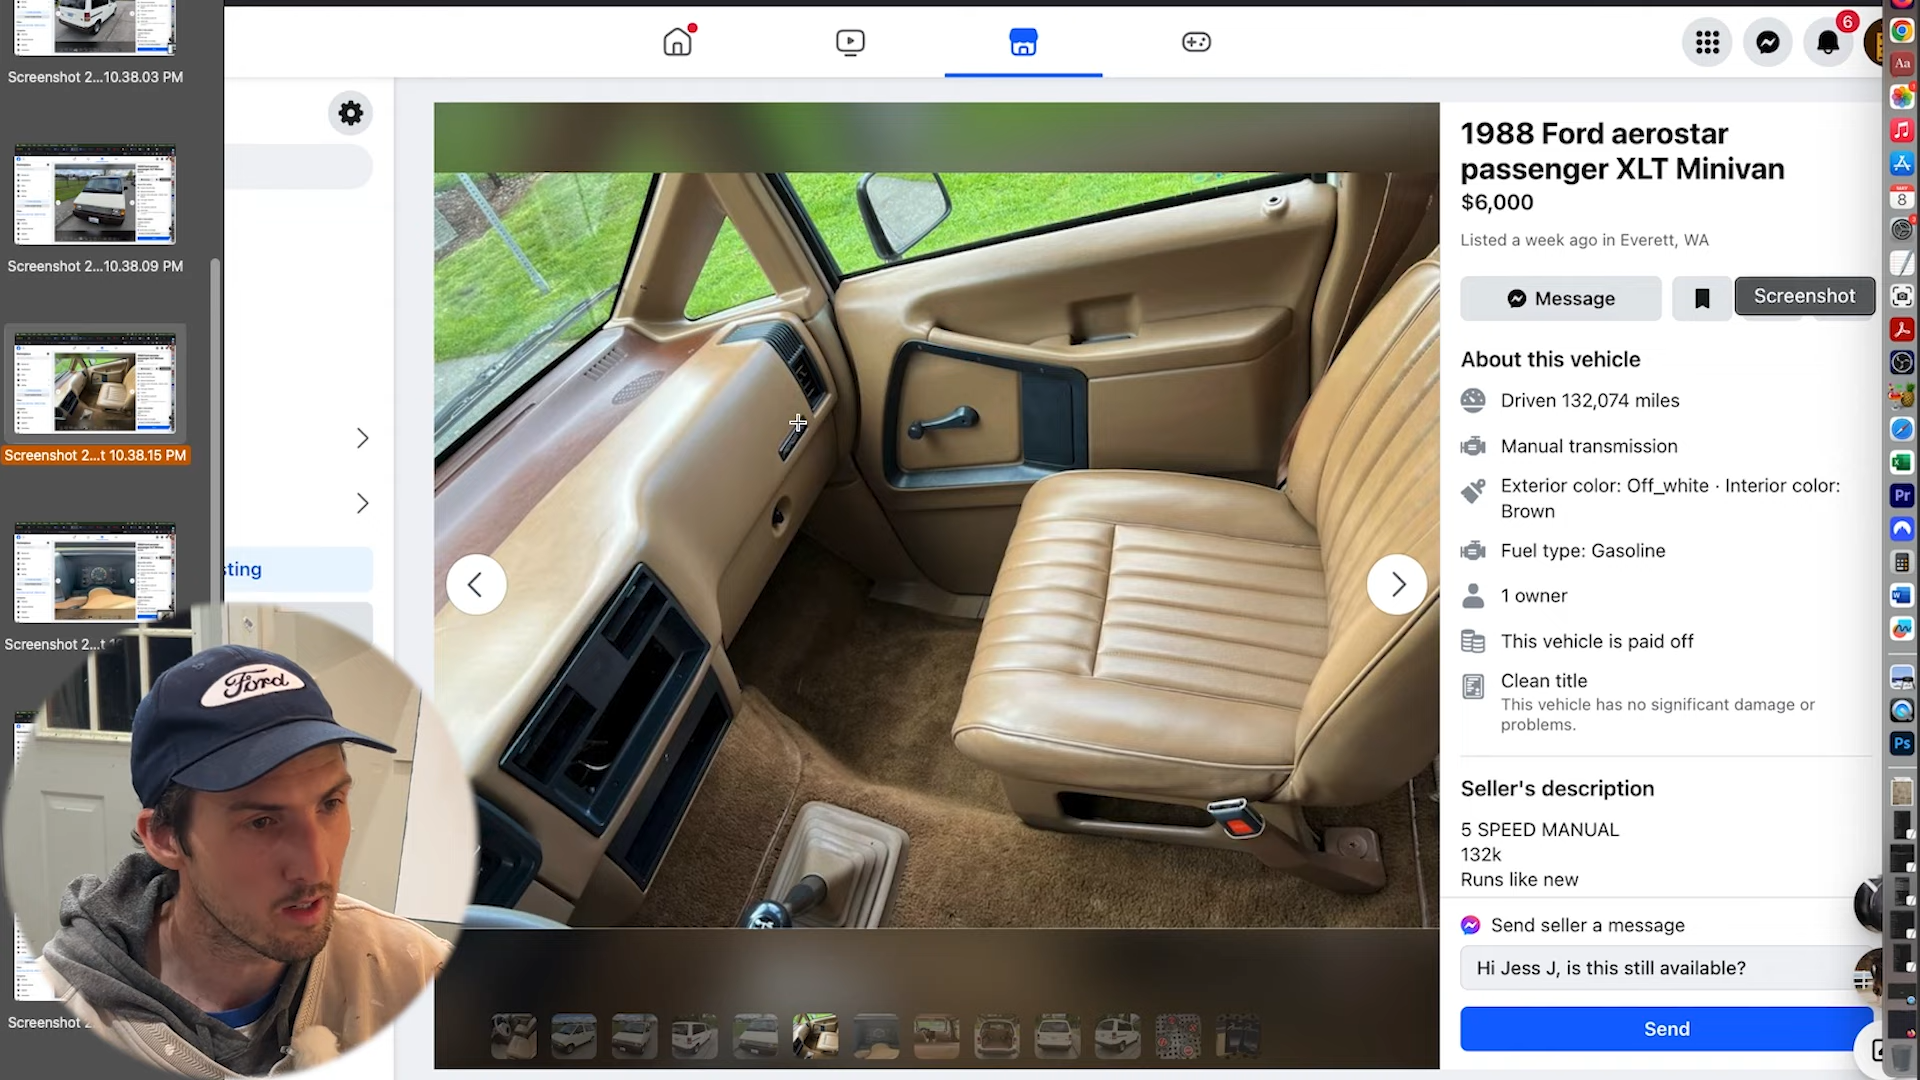 Screenshot 2...10.38.03 PM
Screenshot 2...10.38.09 PM
Screenshot 2...t 10.38.15 PM
Screenshot 2...t
Screenshot 2
sting
Ford
6
1988 Ford aerostar
passenger XLT Minivan
$6,000
Listed a week ago in Everett, WA
Message
Screenshot
About this vehicle
Driven 132,074 miles
Manual transmission
Exterior color: Off_white · Interior color:
Brown
Fuel type: Gasoline
1 owner
This vehicle is paid off
Clean title
This vehicle has no significant damage or
problems.
Seller's description
5 SPEED MANUAL
132k
Runs like new
Send seller a message
Hi Jess J, is this still available?
Send
Aa
8
Pr
Ps